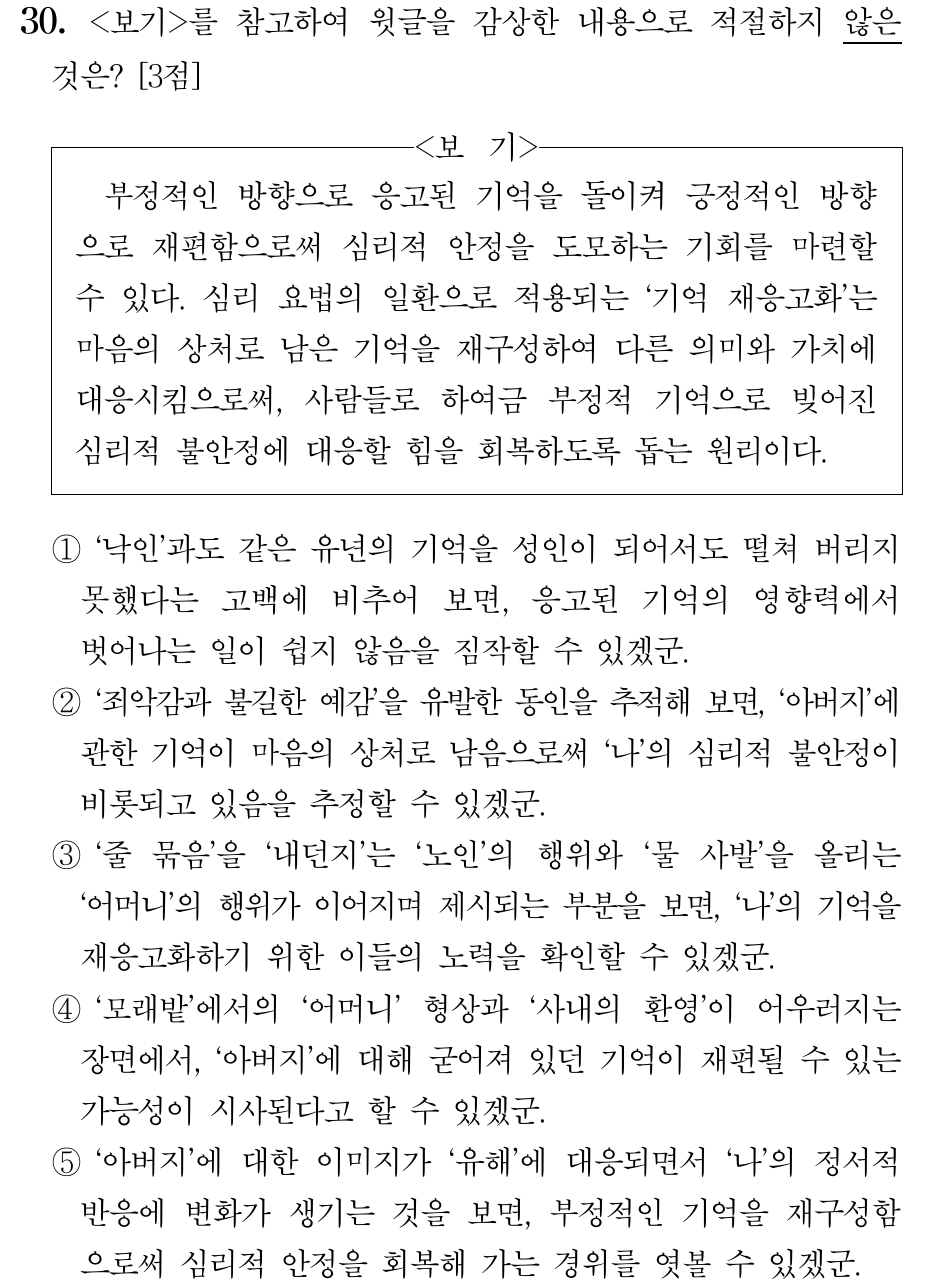 30. <보기>를 참고하여 윗글을 감상한 내용으로 적절하지 않은
것은? [3점]
<보 기>
부정적인 방향으로 응고된 기억을 돌이켜 긍정적인 방향
으로 재편함으로써 심리적 안정을 도모하는 기회를 마련할
수 있다. 심리 요법의 일환으로 적용되는 ‘기억 재응고화’는
마음의 상처로 남은 기억을 재구성하여 다른 의미와 가치에
대응시킴으로써, 사람들로 하여금 부정적 기억으로 빚어진
심리적 불안정에 대응할 힘을 회복하도록 돕는 원리이다.
① ‘낙인’과도 같은 유년의 기억을 성인이 되어서도 떨쳐 버리지
못했다는 고백에 비추어 보면, 응고된 기억의 영향력에서
벗어나는 일이 쉽지 않음을 짐작할 수 있겠군.
② ‘죄악감과 불길한 예감’을 유발한 동인을 추적해 보면, ‘아버지’에
관한 기억이 마음의 상처로 남음으로써 ‘나’의 심리적 불안정이
비롯되고 있음을 추정할 수 있겠군.
③ ‘줄 묶음’을 ‘내던지’는 ‘노인’의 행위와 ‘물 사발’을 올리는
‘어머니’의 행위가 이어지며 제시되는 부분을 보면, ‘나’의 기억을
재응고화하기 위한 이들의 노력을 확인할 수 있겠군.
④ ‘모래밭’에서의 ‘어머니’ 형상과 ‘사내의 환영’이 어우러지는
장면에서, ‘아버지’에 대해 굳어져 있던 기억이 재편될 수 있는
가능성이 시사된다고 할 수 있겠군.
⑤ ‘아버지’에 대한 이미지가 ‘유해’에 대응되면서 ‘나’의 정서적
반응에 변화가 생기는 것을 보면, 부정적인 기억을 재구성함
으로써 심리적 안정을 회복해 가는 경위를 엿볼 수 있겠군.